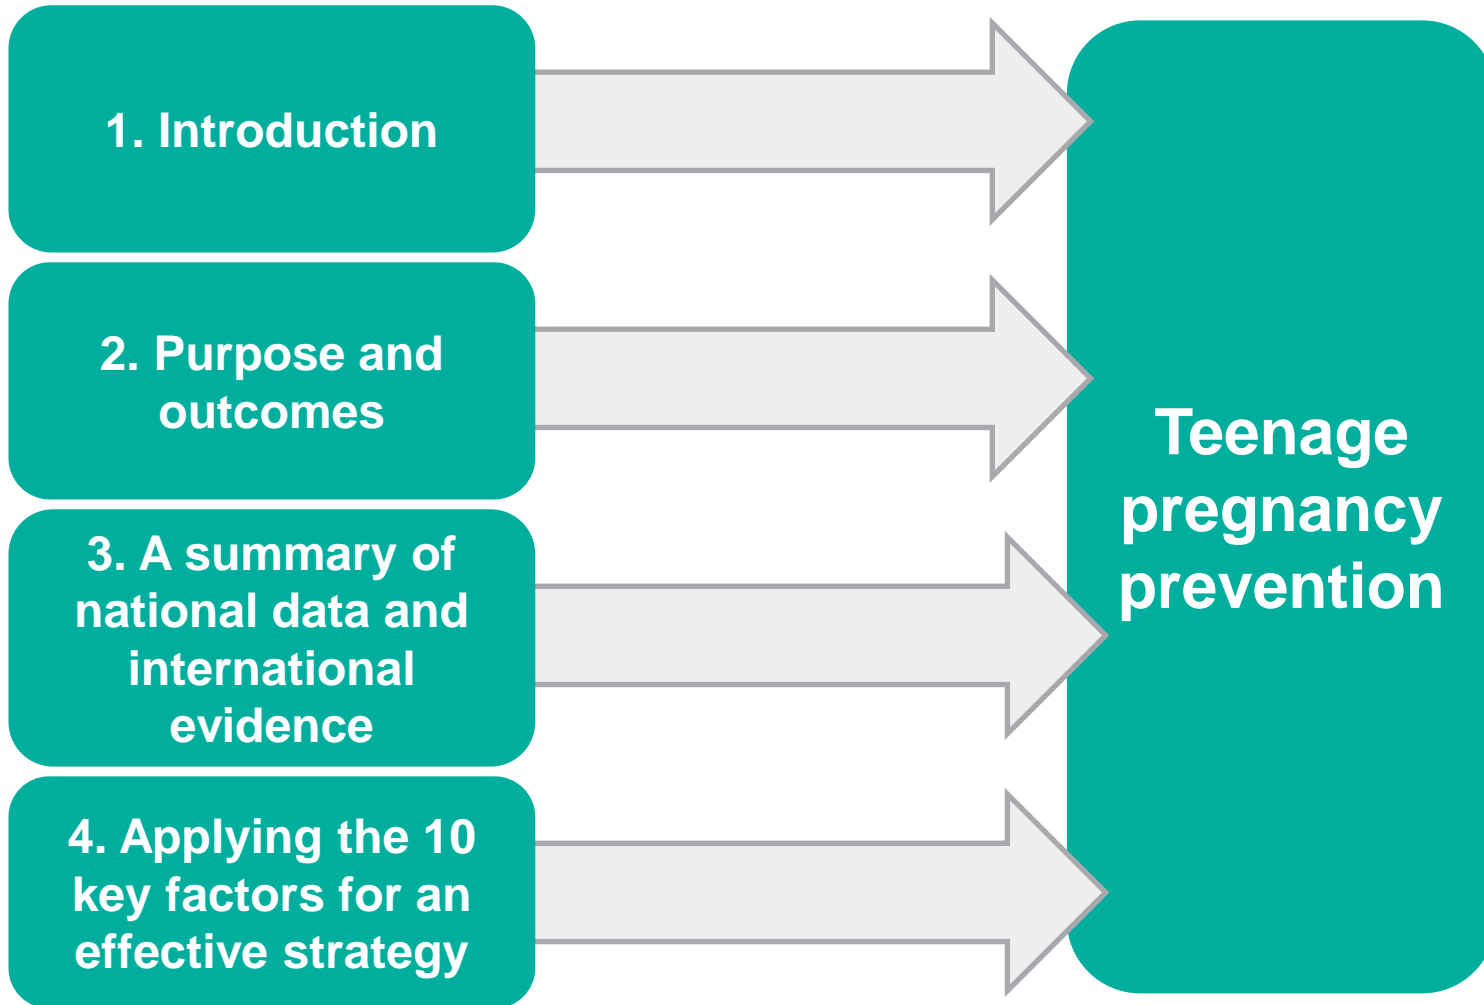 1. Introduction
2. Purpose and
outcomes
3. A summary of
national data and
international
evidence
4. Applying the 10
key factors for an
effective strategy
Teenage
pregnancy
prevention